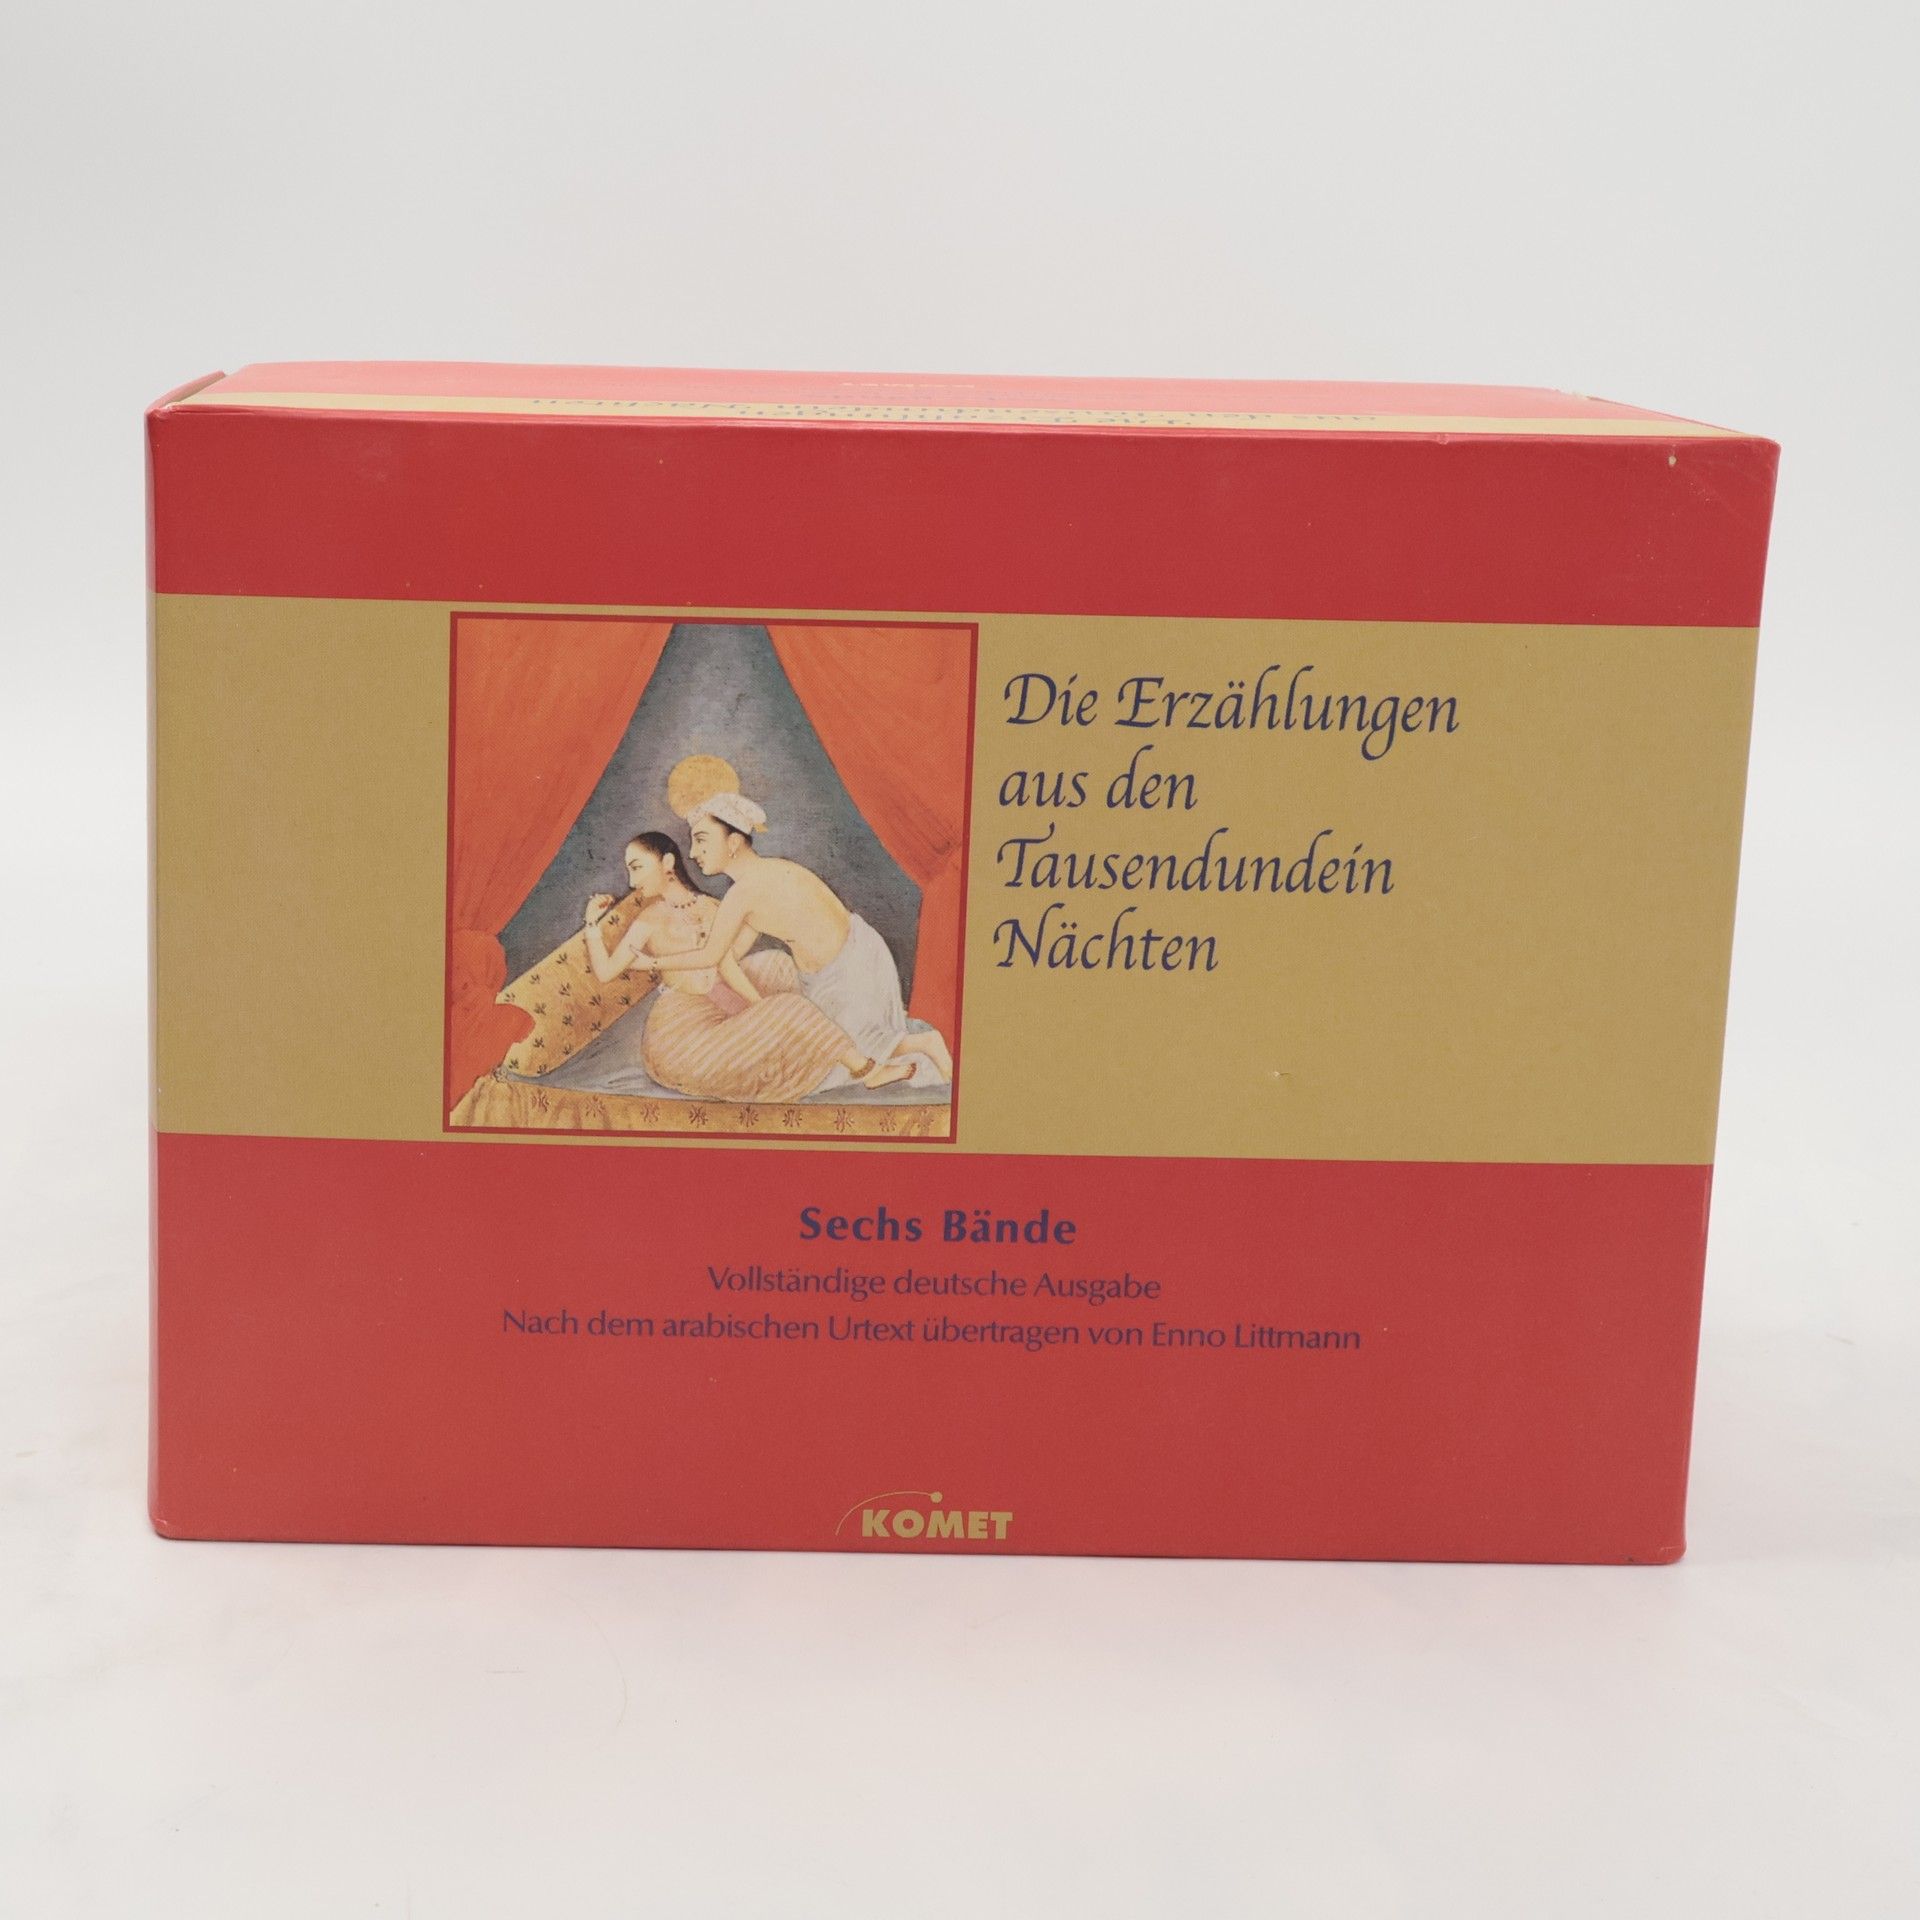 Die Erzählungen
aus den
Tausendundein
Nächten
Sechs Bände
Vollständige deutsche Ausgabe
Nach dem arabischen Urtext übertragen von Enno Littmann
KOMET